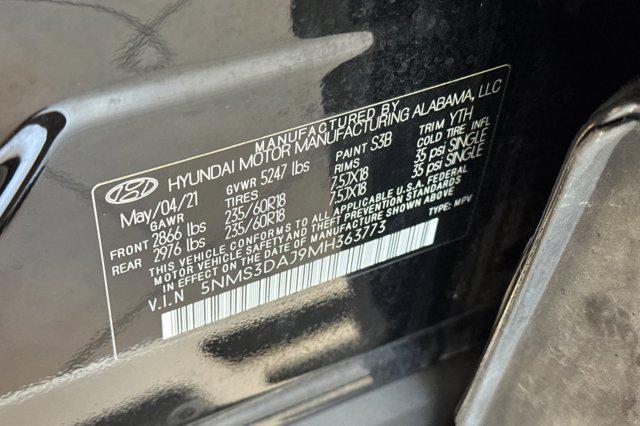 MANUFACTURED BY
HYUNDAI MOTOR MANUFACTURING ALABAMA, LLC
May/04/21 GVWR 5247 lbs PAINT S3B TRIM YTH
GAWR TIRES RIMS COLD TIRE INFL
FRONT 2866 lbs 235/60R18 7.5JX18 35 psi SINGLE
REAR 2976 lbs 235/60R18 7.5JX18 35 psi SINGLE
THIS VEHICLE CONFORMS TO ALL APPLICABLE U.S.A. FEDERAL
MOTOR VEHICLE SAFETY AND THEFT PREVENTION STANDARDS
IN EFFECT ON THE DATE OF MANUFACTURE SHOWN ABOVE
V.I.N 5NMS3DAJ9MH363773 TYPE: MPV